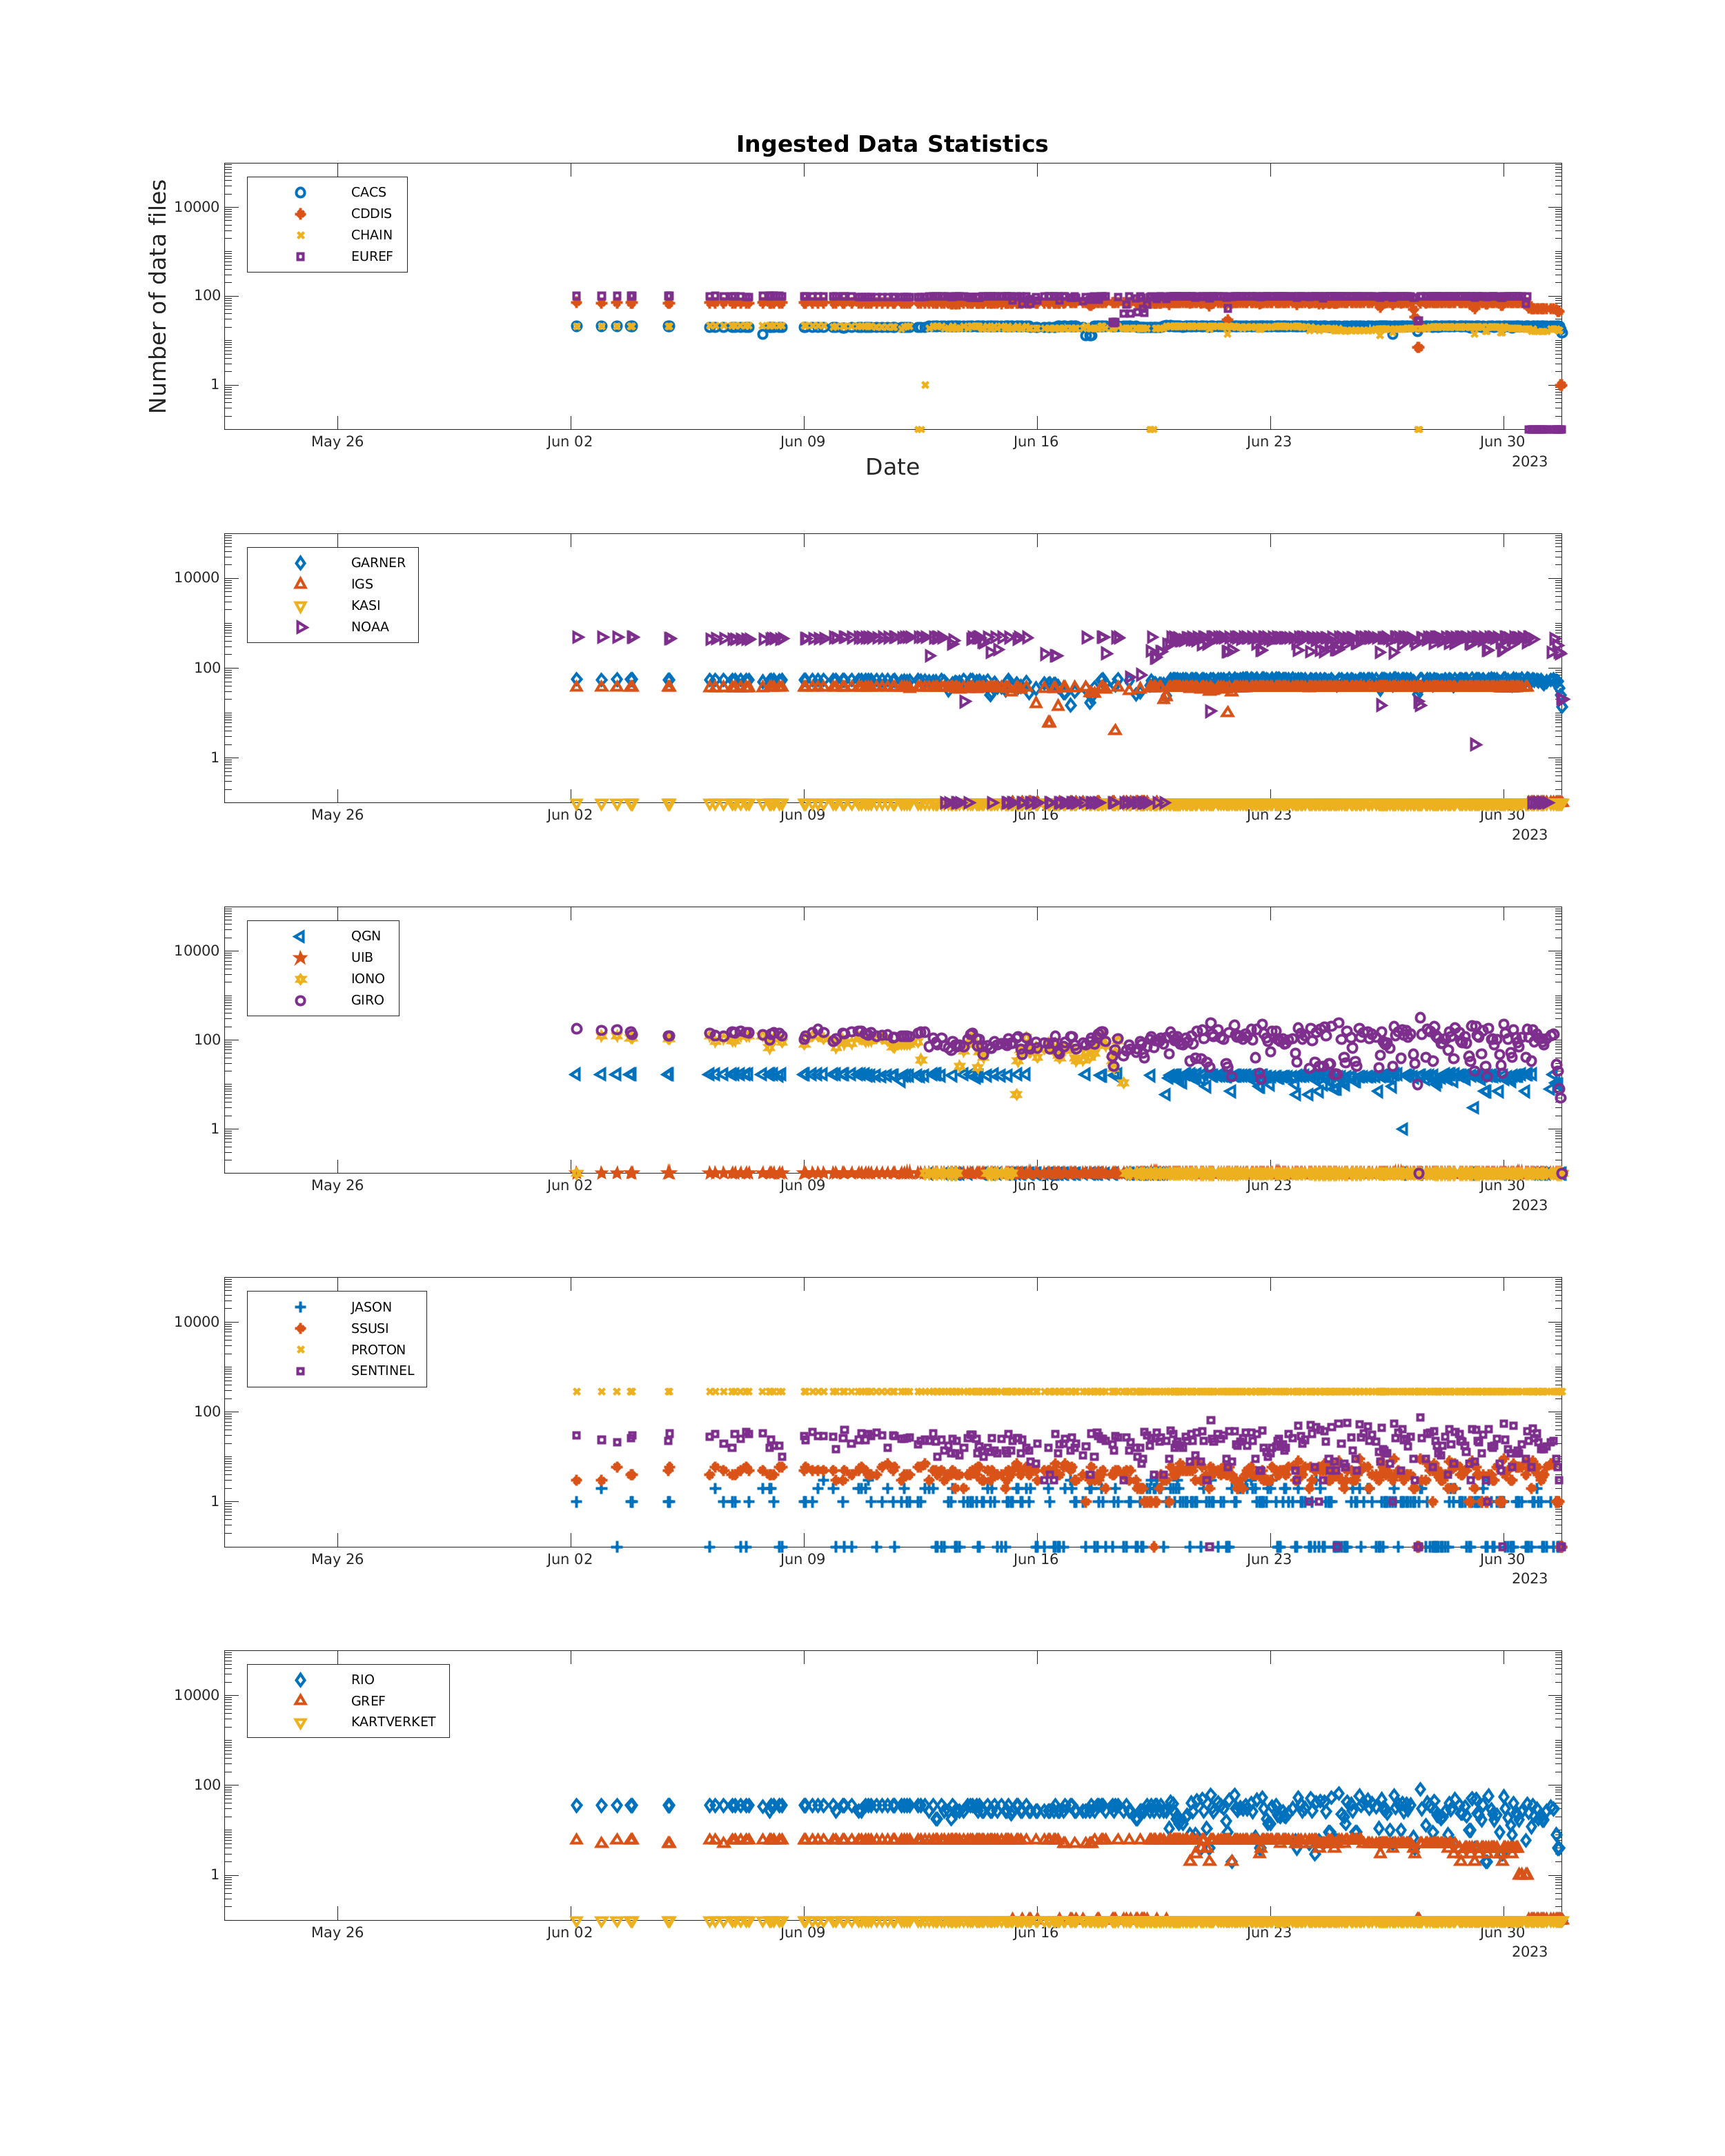 Ingested Data Statistics
Number of data files
CACS
CDDIS
CHAIN
EUREF
10000
100
1
May 26 Jun 02 Jun 09 Jun 16 Jun 23 Jun 30
2023
Date
GARNER
IGS
KASI
NOAA
10000
100
1
May 26 Jun 02 Jun 09 Jun 16 Jun 23 Jun 30
2023
QGN
UIB
IONO
GIRO
10000
100
1
May 26 Jun 02 Jun 09 Jun 16 Jun 23 Jun 30
2023
JASON
SSUSI
PROTON
SENTINEL
10000
100
1
May 26 Jun 02 Jun 09 Jun 16 Jun 23 Jun 30
2023
RIO
GREF
KARTVERKET
10000
100
1
May 26 Jun 02 Jun 09 Jun 16 Jun 23 Jun 30
2023